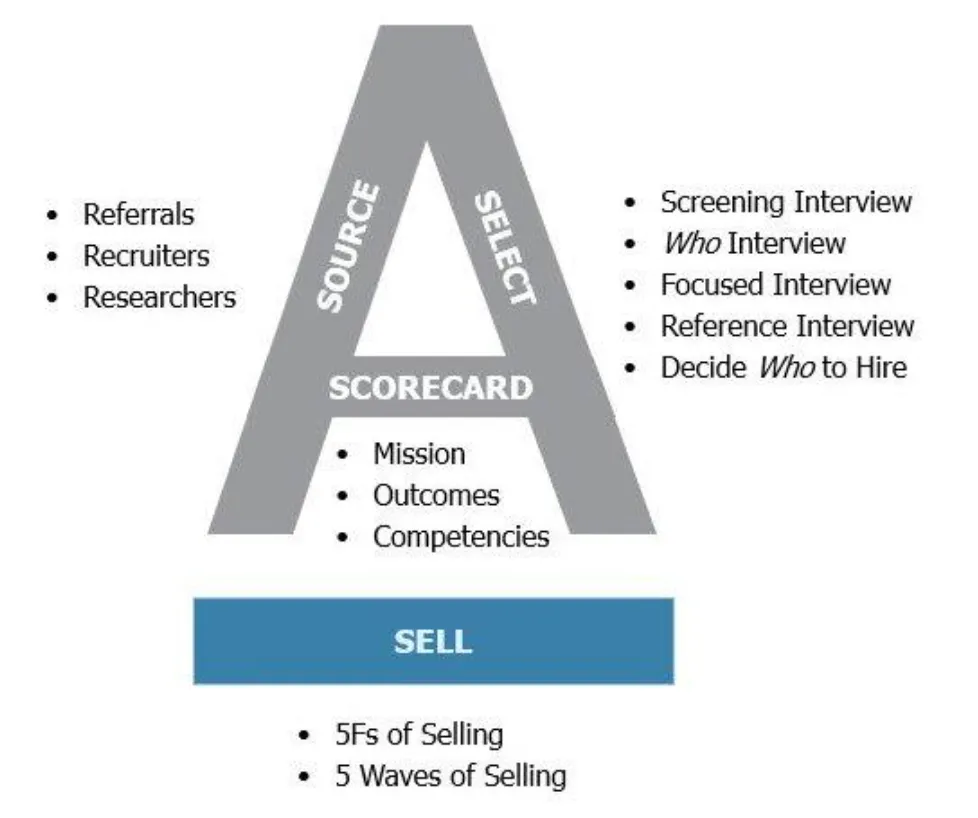 SOURCE
• Referrals
• Recruiters
• Researchers
SELECT
• Screening Interview
• Who Interview
• Focused Interview
• Reference Interview
• Decide Who to Hire
SCORECARD
• Mission
• Outcomes
• Competencies
SELL
• 5Fs of Selling
• 5 Waves of Selling